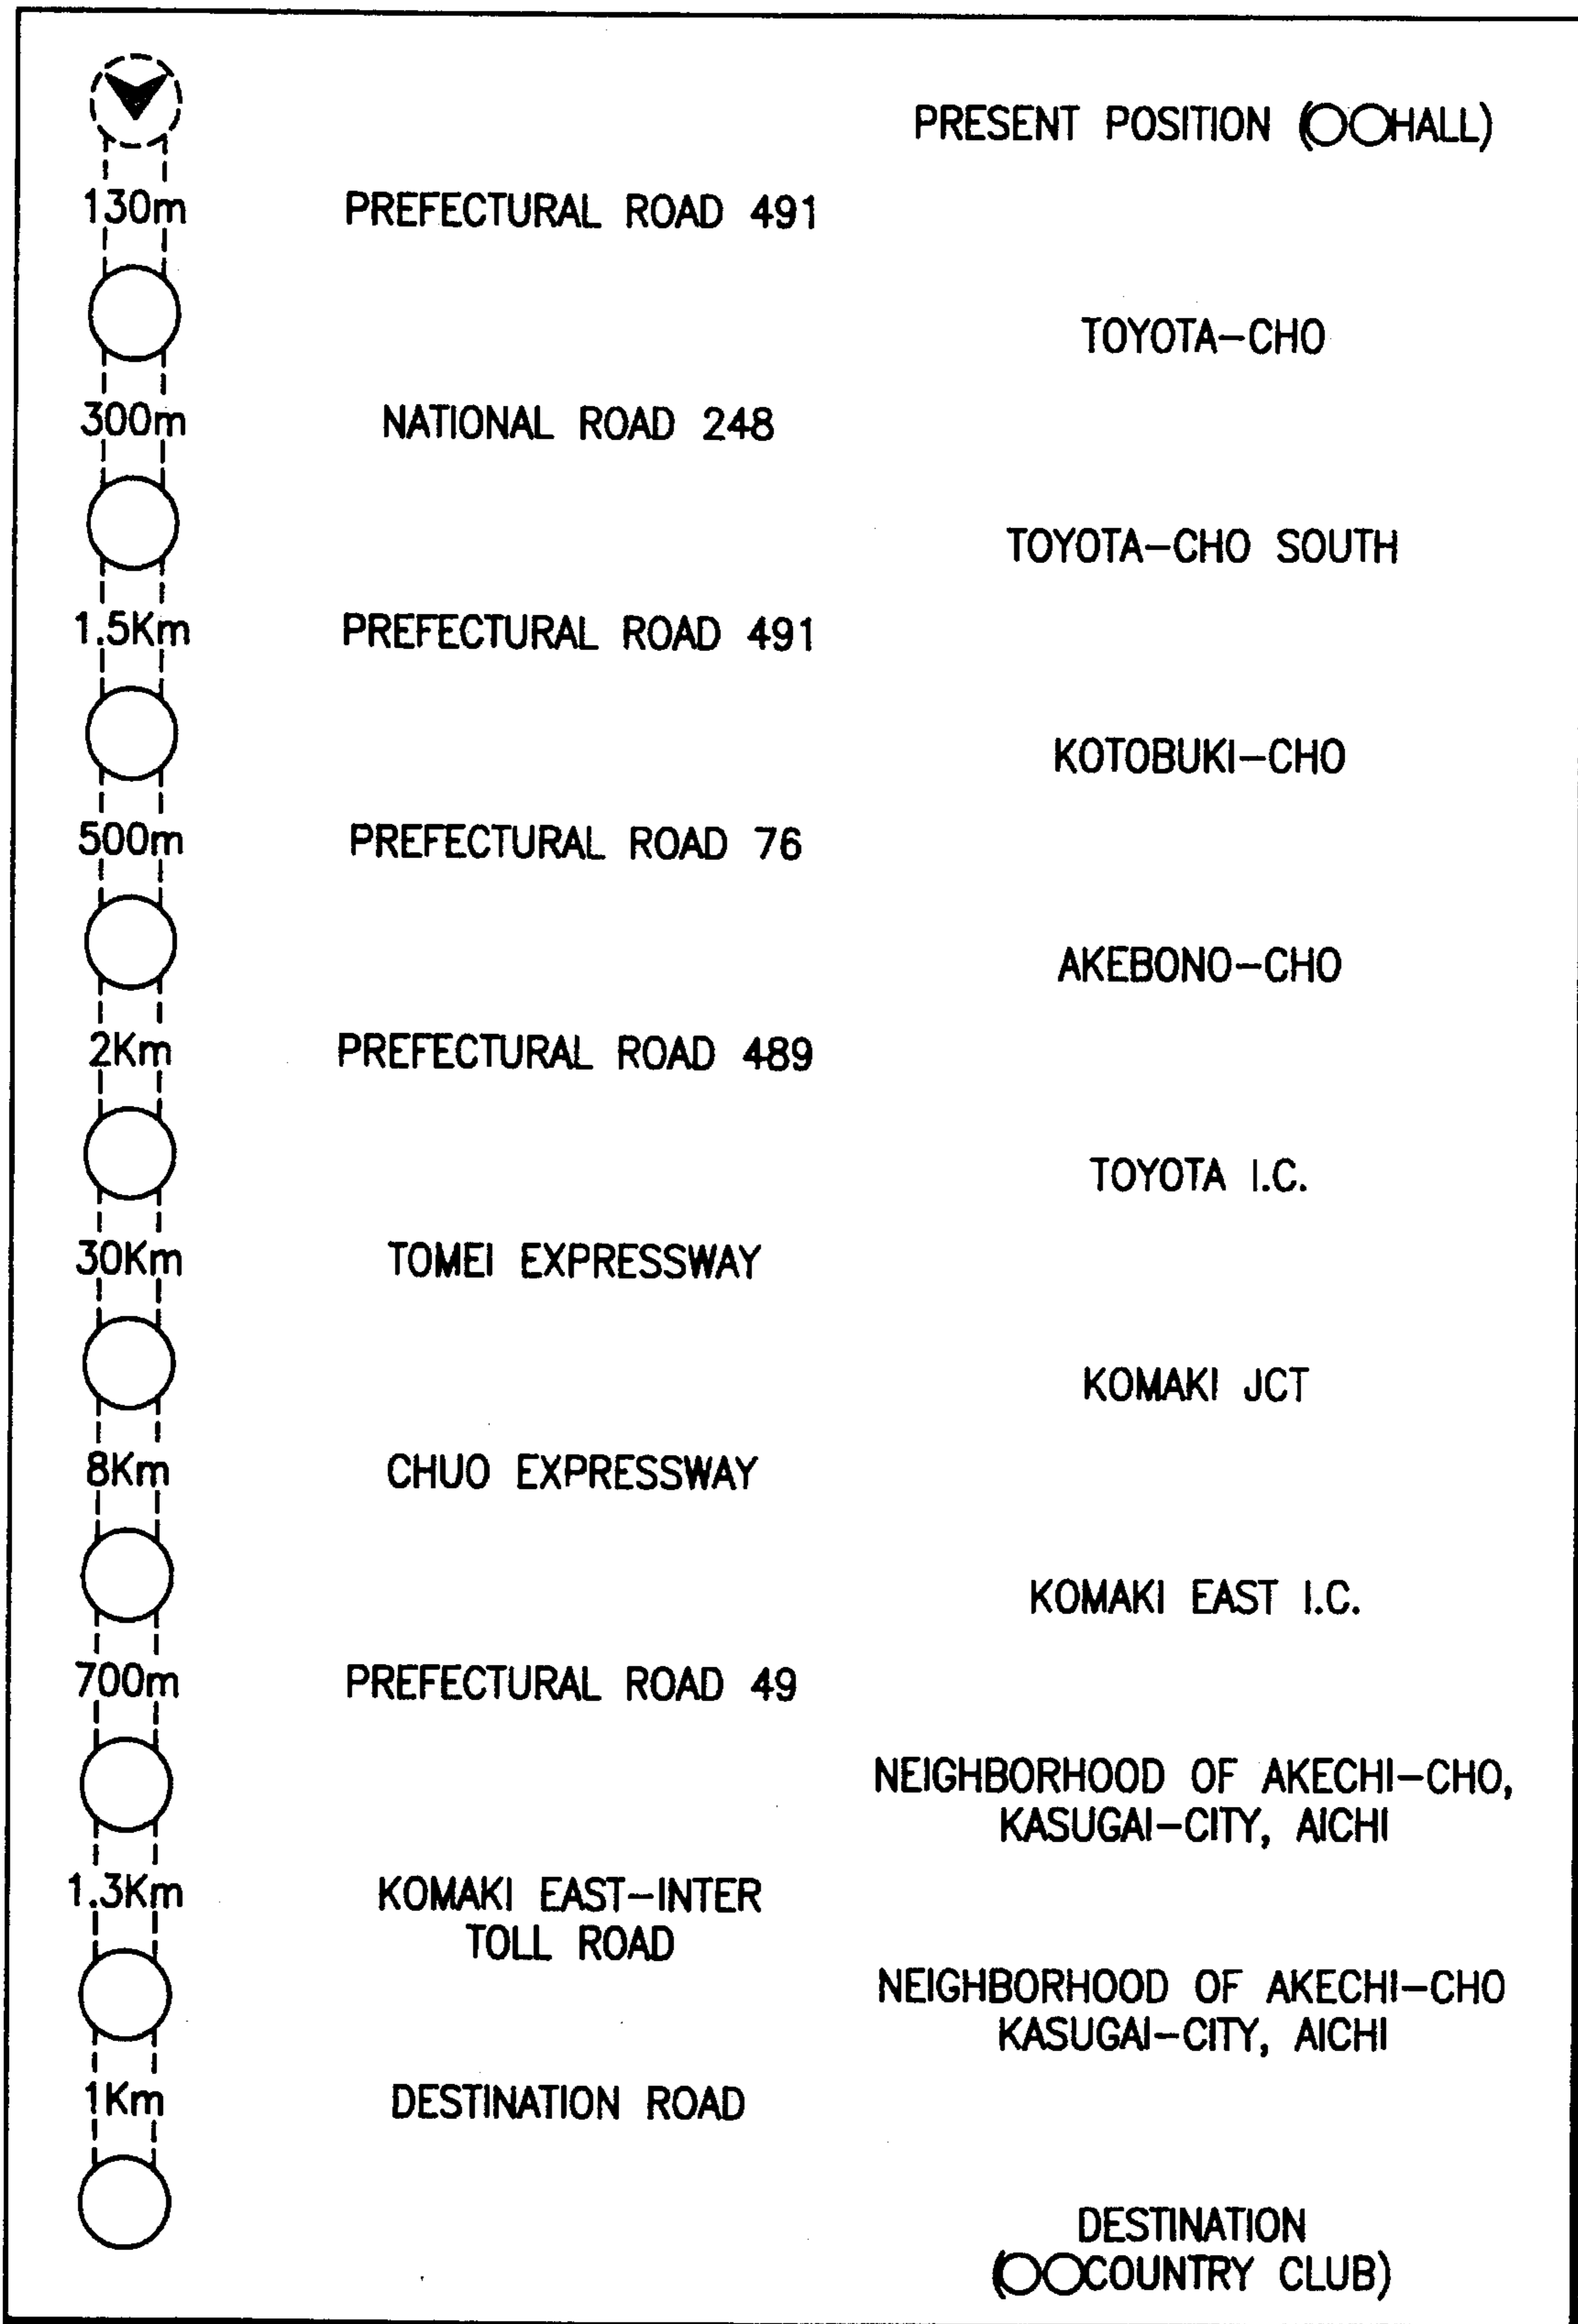 PRESENT POSITION (○○HALL)
130m PREFECTURAL ROAD 491
TOYOTA-CHO
300m NATIONAL ROAD 248
TOYOTA-CHO SOUTH
1.5Km PREFECTURAL ROAD 491
KOTOBUKI-CHO
500m PREFECTURAL ROAD 76
AKEBONO-CHO
2Km PREFECTURAL ROAD 489
TOYOTA I.C.
30Km TOMEI EXPRESSWAY
KOMAKI JCT
8Km CHUO EXPRESSWAY
KOMAKI EAST I.C.
700m PREFECTURAL ROAD 49
NEIGHBORHOOD OF AKECHI-CHO,
KASUGAI-CITY, AICHI
1.3Km KOMAKI EAST-INTER
TOLL ROAD
NEIGHBORHOOD OF AKECHI-CHO
KASUGAI-CITY, AICHI
1Km DESTINATION ROAD
DESTINATION
(○○COUNTRY CLUB)